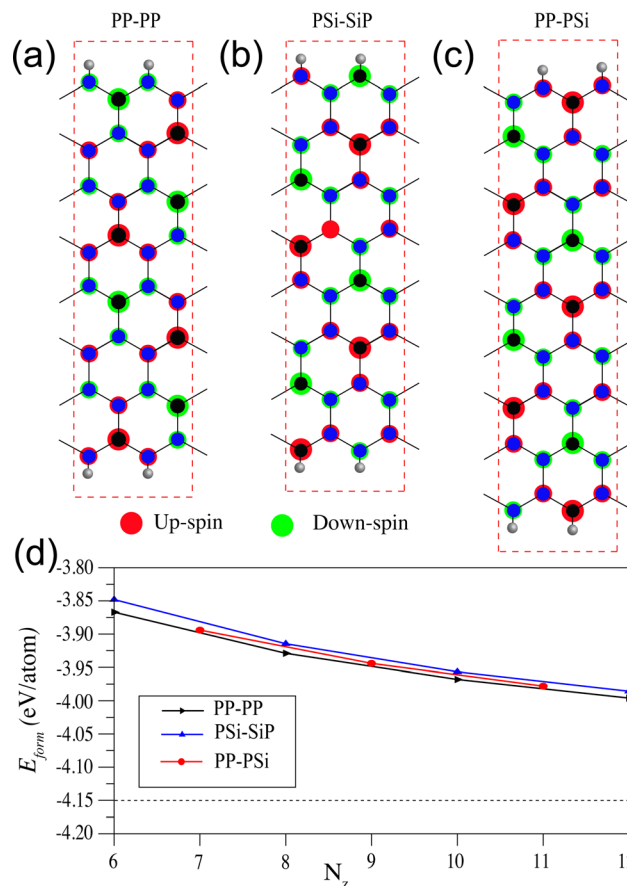 PP-PP PSi-SiP PP-PSi
(a) (b) (c)
Up-spin Down-spin
(d)
-3.80
-3.85
-3.90
-3.95
-4.00
-4.05
-4.10
-4.15
-4.20
E_form (eV/atom)
PP-PP
PSi-SiP
PP-PSi
6 7 8 9 10 11
N_z